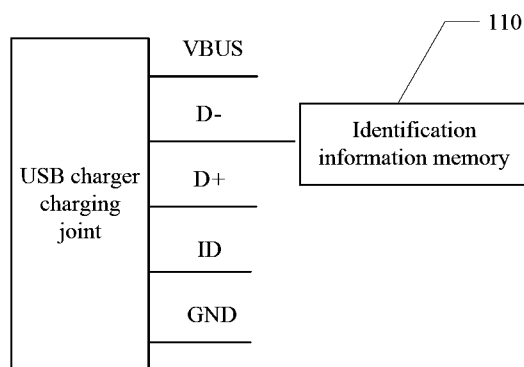 110
VBUS
D-
Identification
information memory
USB charger
charging
joint
D+
ID
GND